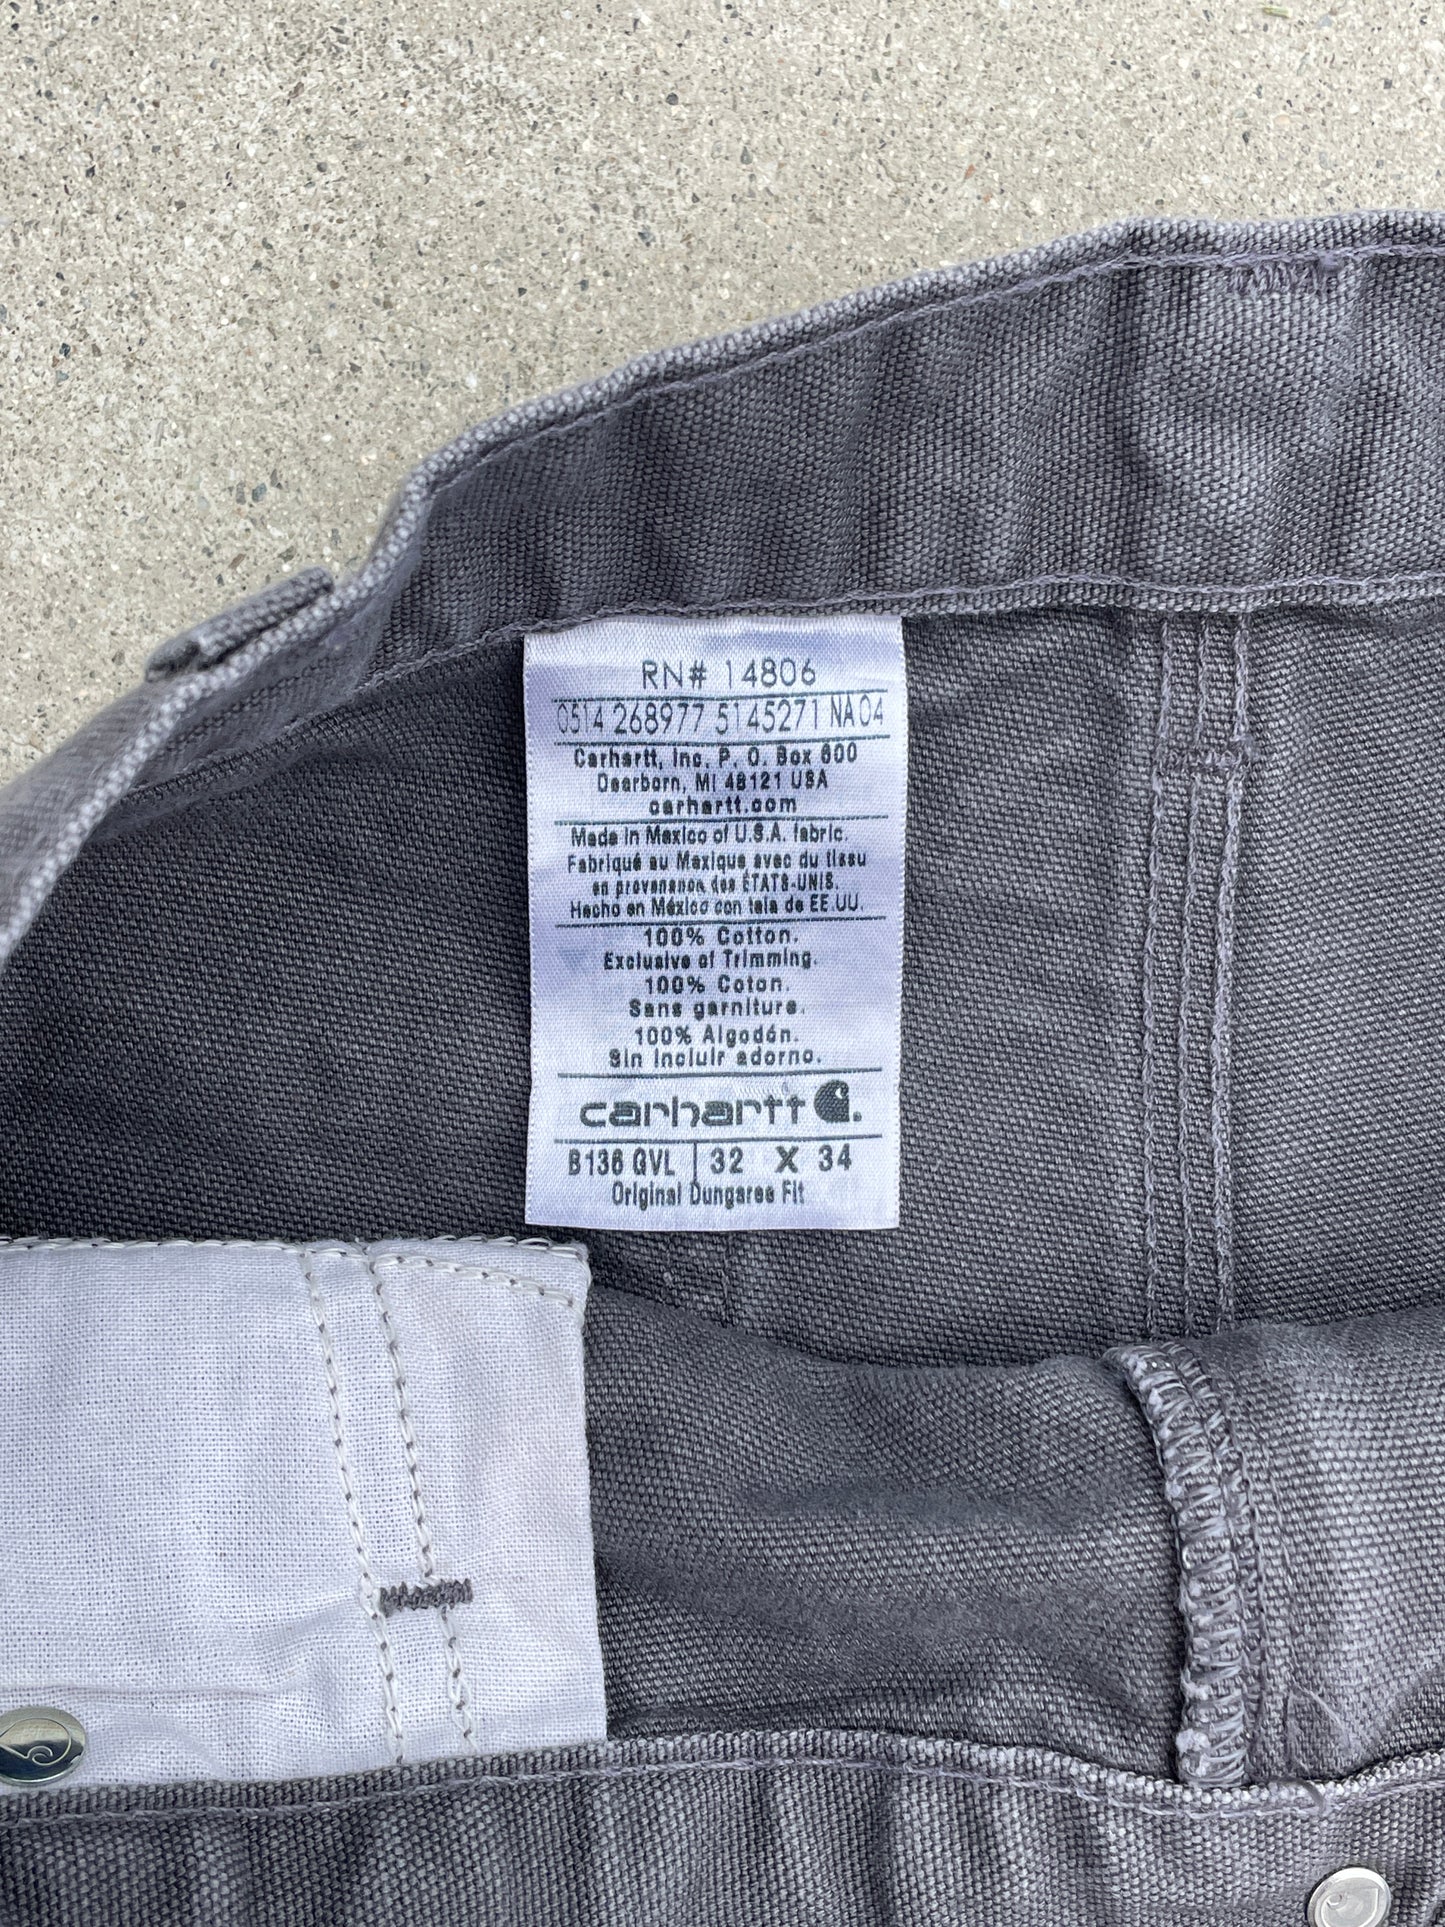 RN# 14806
0514 268977 5145271 NA04
Carhartt, Inc. P. O. Box 600
Dearborn, MI 48121 USA
carhartt.com
Made in Mexico of U.S.A. fabric.
Fabriqué au Mexique avec du tissu
en provenance des ÉTATS-UNIS.
Hecho en México con tela de EE.UU.
100% Cotton.
Exclusive of Trimming.
100% Coton.
Sans garniture.
100% Algodón.
Sin Incluir adorno.
carhartt
B136 GVL 32 X 34
Original Dungaree Fit